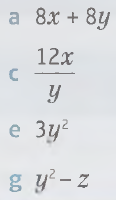 a 8x + 8y
c 12x/y
e 3y²
g y² – z